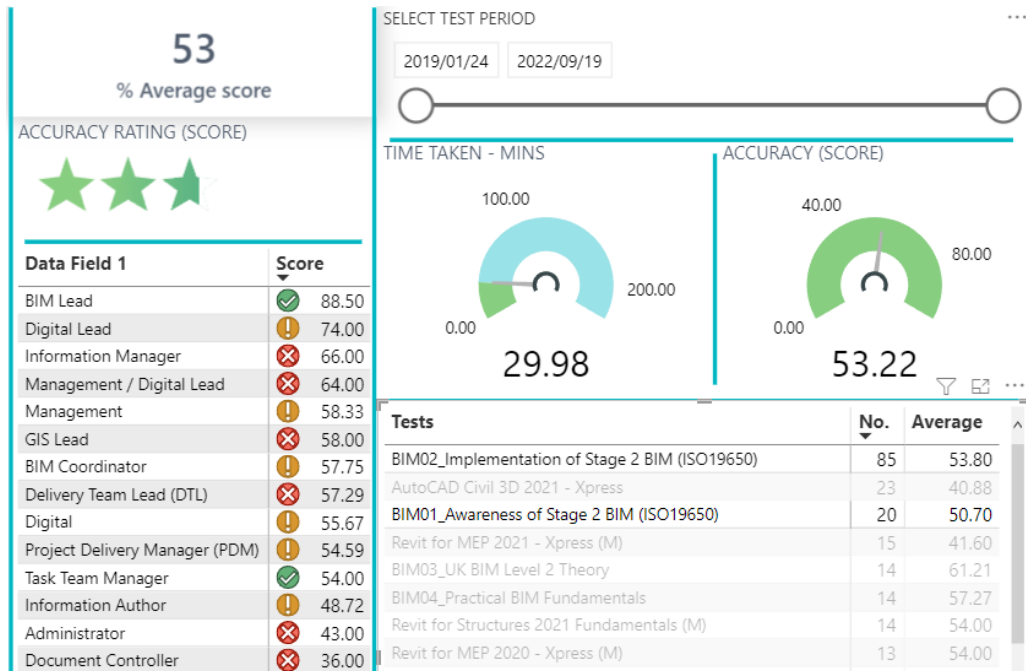 53
% Average score
ACCURACY RATING (SCORE)
Data Field 1 Score
BIM Lead 88.50
Digital Lead 74.00
Information Manager 66.00
Management / Digital Lead 64.00
Management 58.33
GIS Lead 58.00
BIM Coordinator 57.75
Delivery Team Lead (DTL) 57.29
Digital 55.67
Project Delivery Manager (PDM) 54.59
Task Team Manager 54.00
Information Author 48.72
Administrator 43.00
Document Controller 36.00
SELECT TEST PERIOD
2019/01/24 2022/09/19
TIME TAKEN - MINS
100.00
200.00
0.00
29.98
ACCURACY (SCORE)
40.00
80.00
0.00
53.22
Tests No. Average
BIM02_Implementation of Stage 2 BIM (ISO19650) 85 53.80
AutoCAD Civil 3D 2021 - Xpress 23 40.88
BIM01_Awareness of Stage 2 BIM (ISO19650) 20 50.70
Revit for MEP 2021 - Xpress (M) 15 41.60
BIM03_UK BIM Level 2 Theory 14 61.21
BIM04_Practical BIM Fundamentals 14 57.27
Revit for Structures 2021 Fundamentals (M) 14 54.00
Revit for MEP 2020 - Xpress (M) 13 54.00